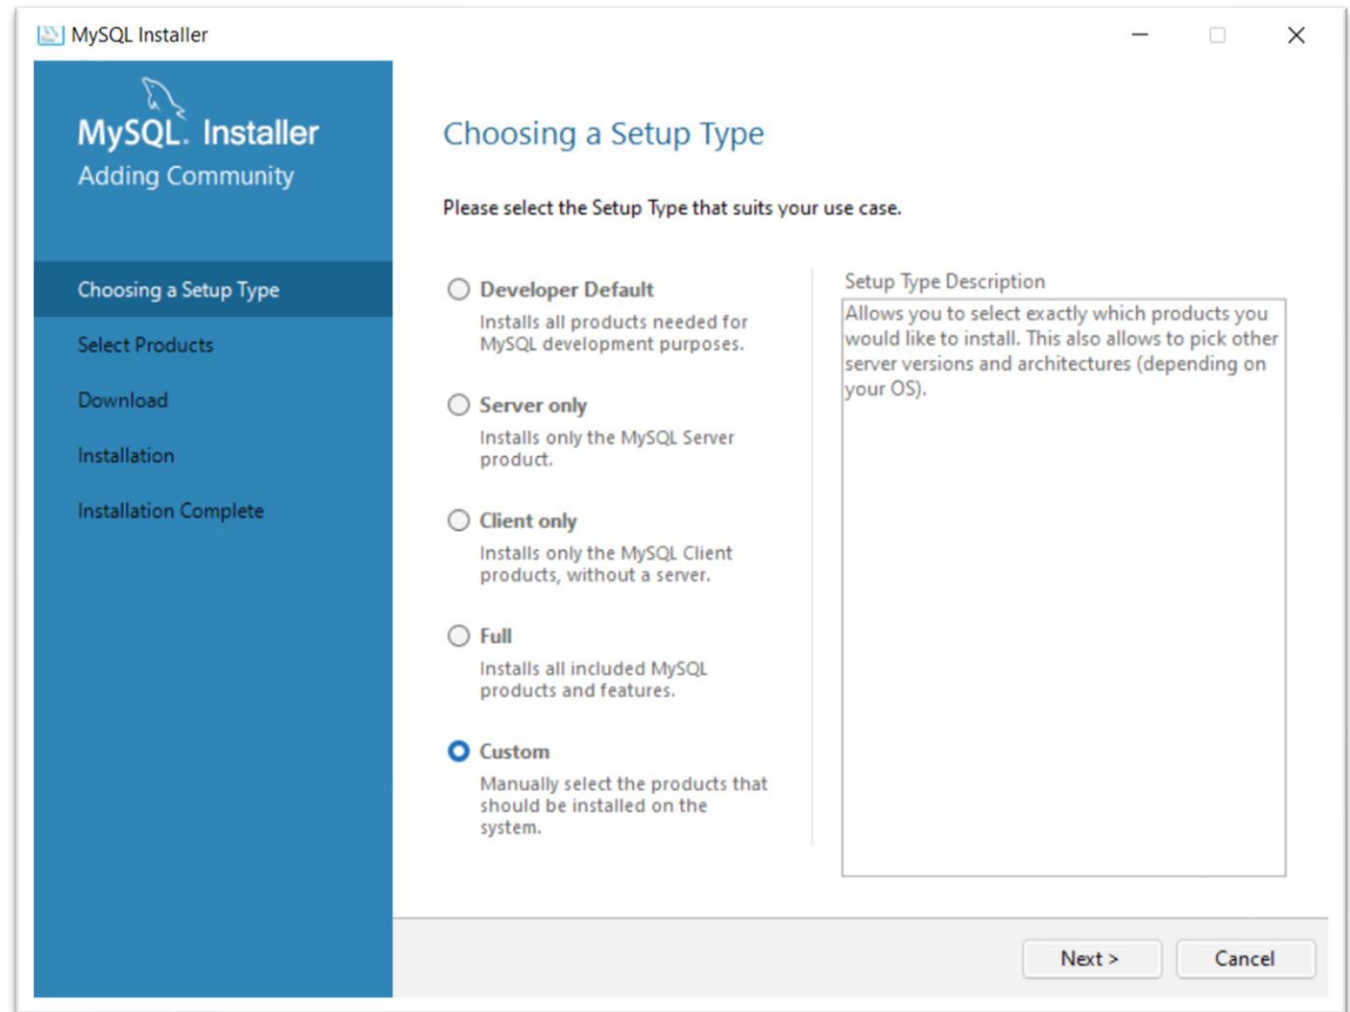 MySQL Installer
MySQL. Installer
Adding Community
Choosing a Setup Type
Select Products
Download
Installation
Installation Complete
Choosing a Setup Type
Please select the Setup Type that suits your use case.
Developer Default
Installs all products needed for
MySQL development purposes.
Server only
Installs only the MySQL Server
product.
Client only
Installs only the MySQL Client
products, without a server.
Full
Installs all included MySQL
products and features.
Custom
Manually select the products that
should be installed on the
system.
Setup Type Description
Allows you to select exactly which products you
would like to install. This also allows to pick other
server versions and architectures (depending on
your OS).
Next >
Cancel